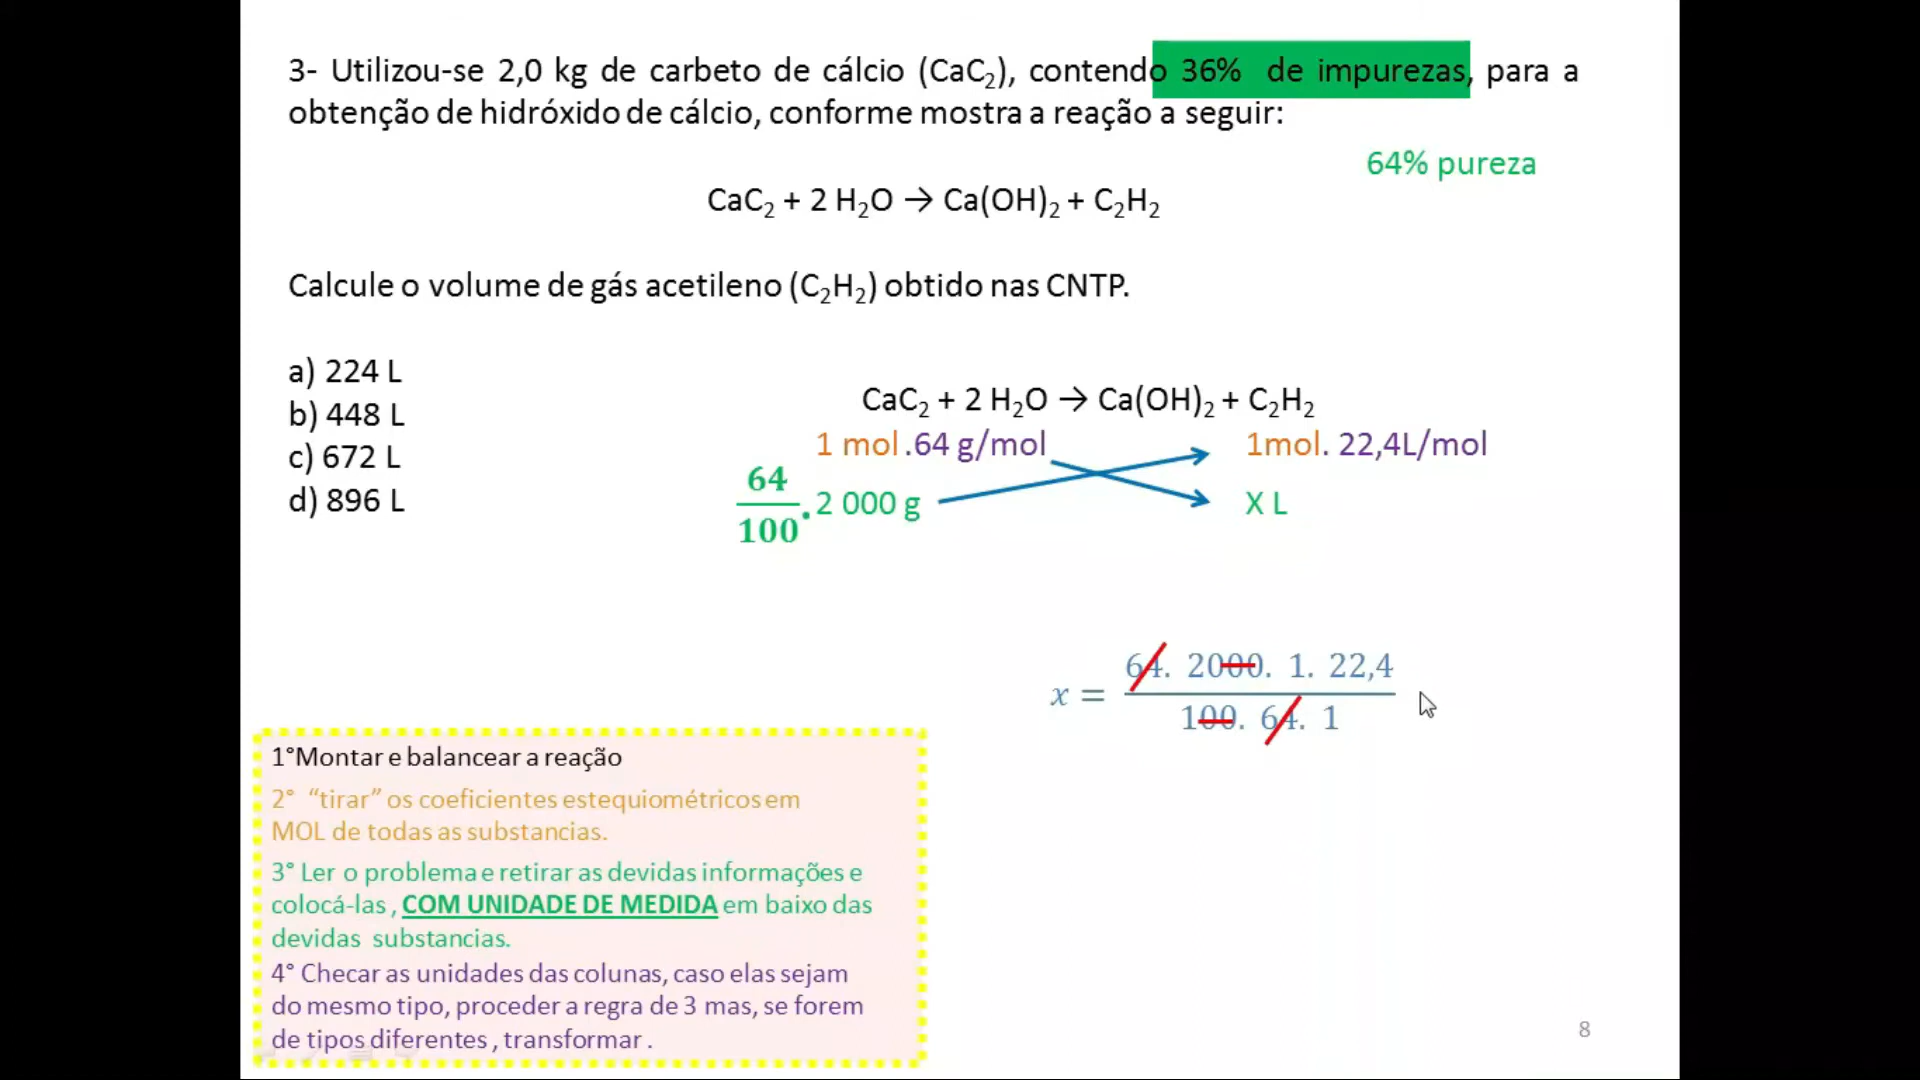 3- Utilizou-se 2,0 kg de carbeto de cálcio (CaC₂), contendo 36% de impurezas, para a
obtenção de hidróxido de cálcio, conforme mostra a reação a seguir:
64% pureza
CaC₂ + 2 H₂O → Ca(OH)₂ + C₂H₂
Calcule o volume de gás acetileno (C₂H₂) obtido nas CNTP.
a) 224 L
b) 448 L
c) 672 L
d) 896 L
CaC₂ + 2 H₂O → Ca(OH)₂ + C₂H₂
1 mol .64 g/mol 1mol. 22,4L/mol
64
100
. 2 000 g X L
x =
64. 2000. 1. 22,4
100. 64. 1
1°Montar e balancear a reação
2° “tirar” os coeficientes estequiométricos em
MOL de todas as substancias.
3° Ler o problema e retirar as devidas informações e
colocá-las , COM UNIDADE DE MEDIDA em baixo das
devidas substancias.
4° Checar as unidades das colunas, caso elas sejam
do mesmo tipo, proceder a regra de 3 mas, se forem
de tipos diferentes , transformar .
8